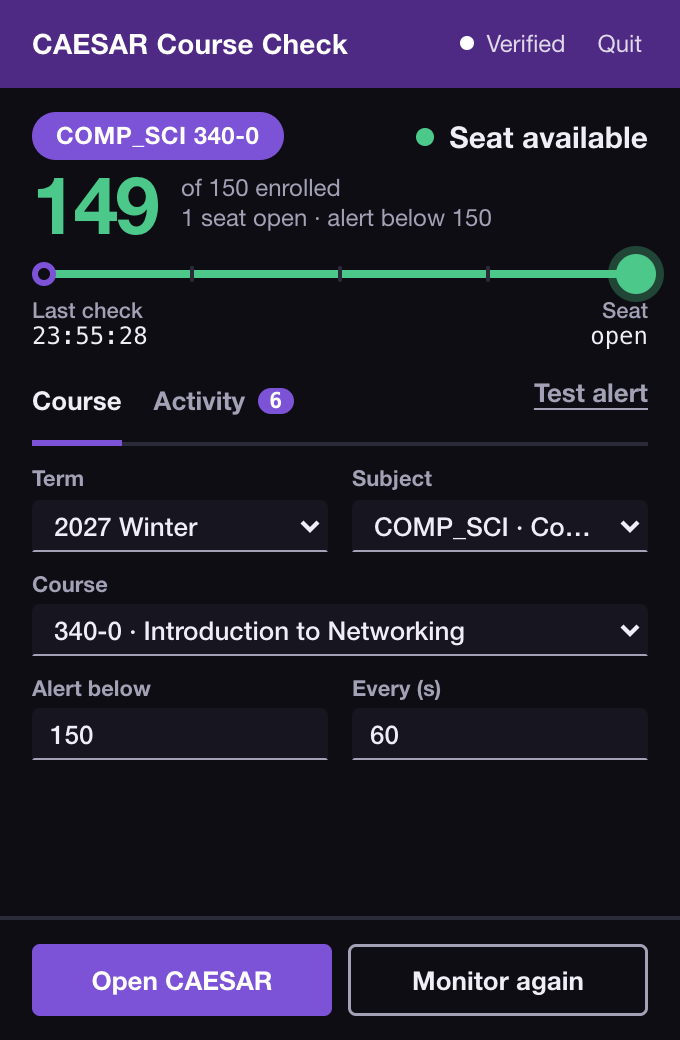 CAESAR Course Check
Verified
Quit
COMP_SCI 340-0
Seat available
149
of 150 enrolled
1 seat open · alert below 150
Last check
23:55:28
Seat
open
Course
Activity
6
Test alert
Term
Subject
2027 Winter
COMP_SCI · Co...
Course
340-0 · Introduction to Networking
Alert below
Every (s)
150
60
Open CAESAR
Monitor again